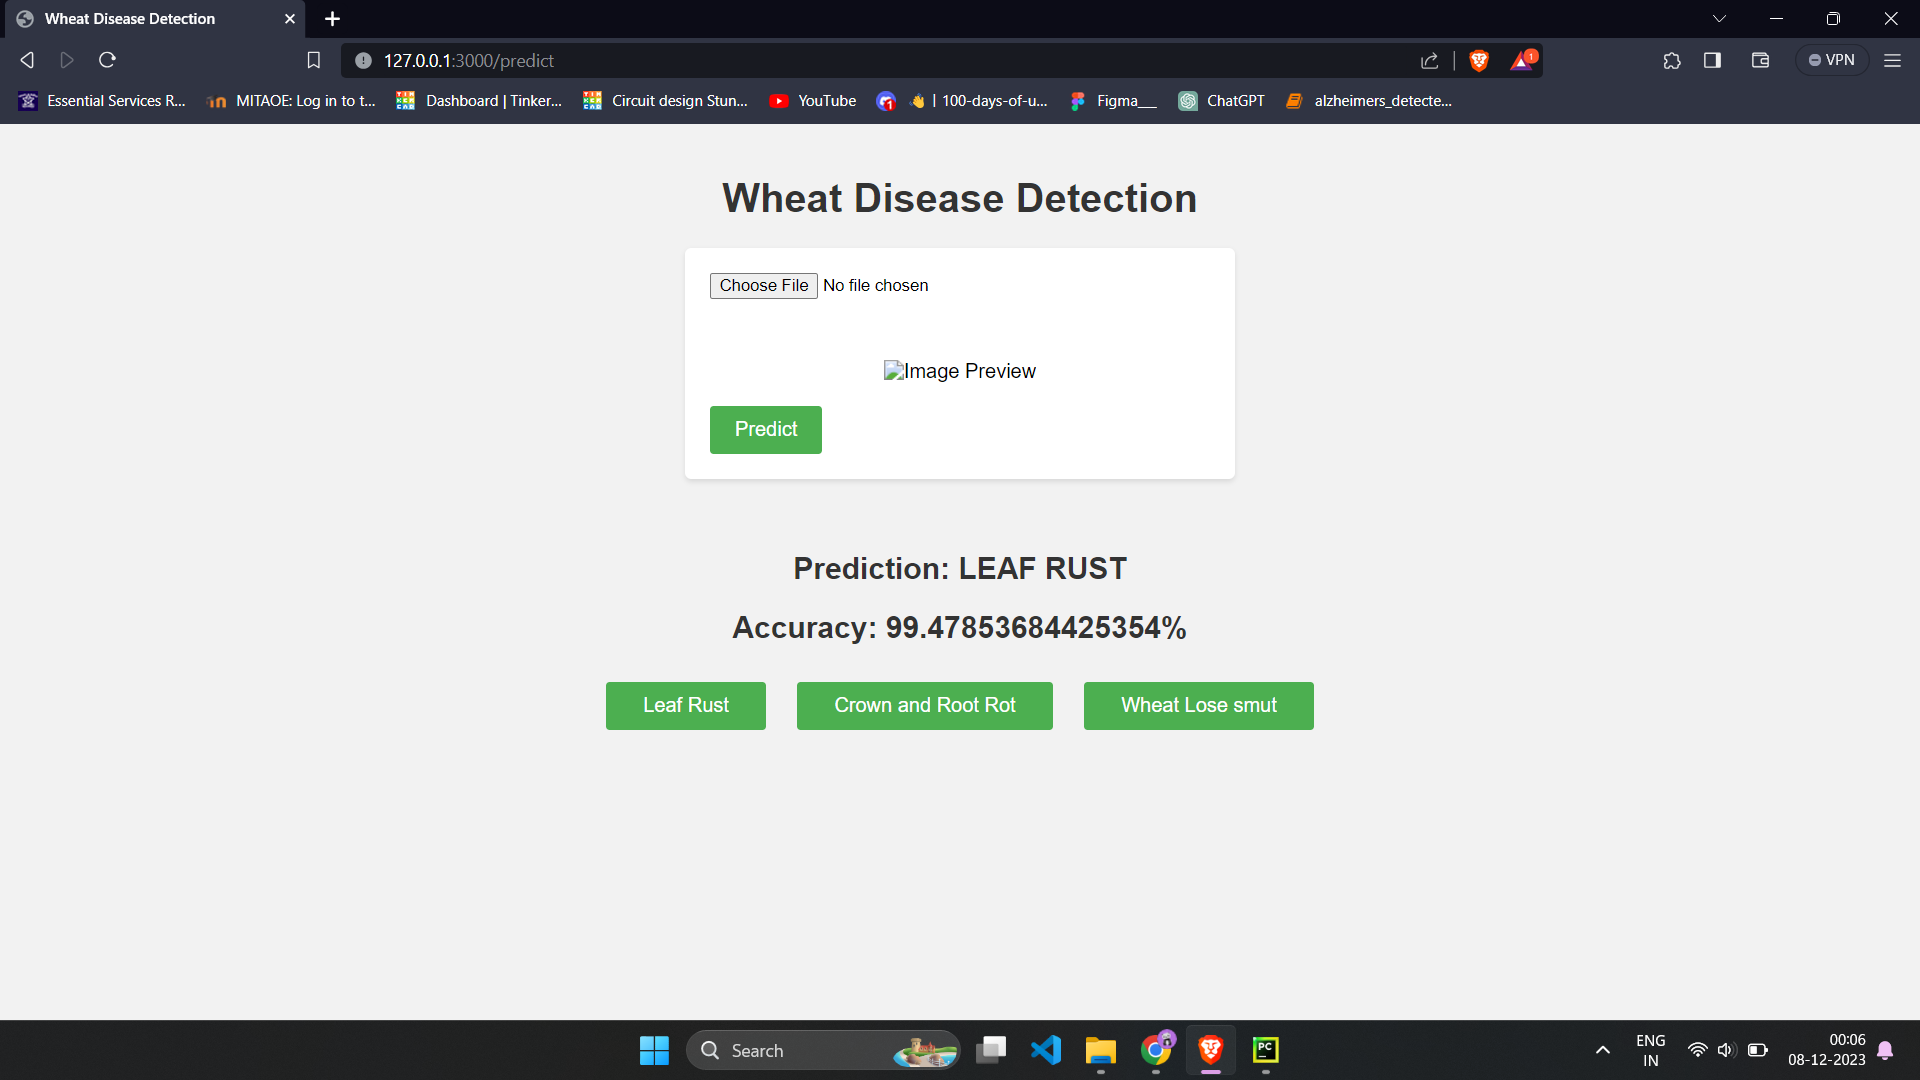 Wheat Disease Detection
127.0.0.1:3000/predict
VPN
Essential Services R... MITAOE: Log in to t... Dashboard | Tinker... Circuit design Stun... YouTube 👋 | 100-days-of-u... Figma___ ChatGPT alzheimers_detecte...
Wheat Disease Detection
Choose File No file chosen
Image Preview
Predict
Prediction: LEAF RUST
Accuracy: 99.47853684425354%
Leaf Rust Crown and Root Rot Wheat Lose smut
Search
PC
ENG
IN
00:06
08-12-2023